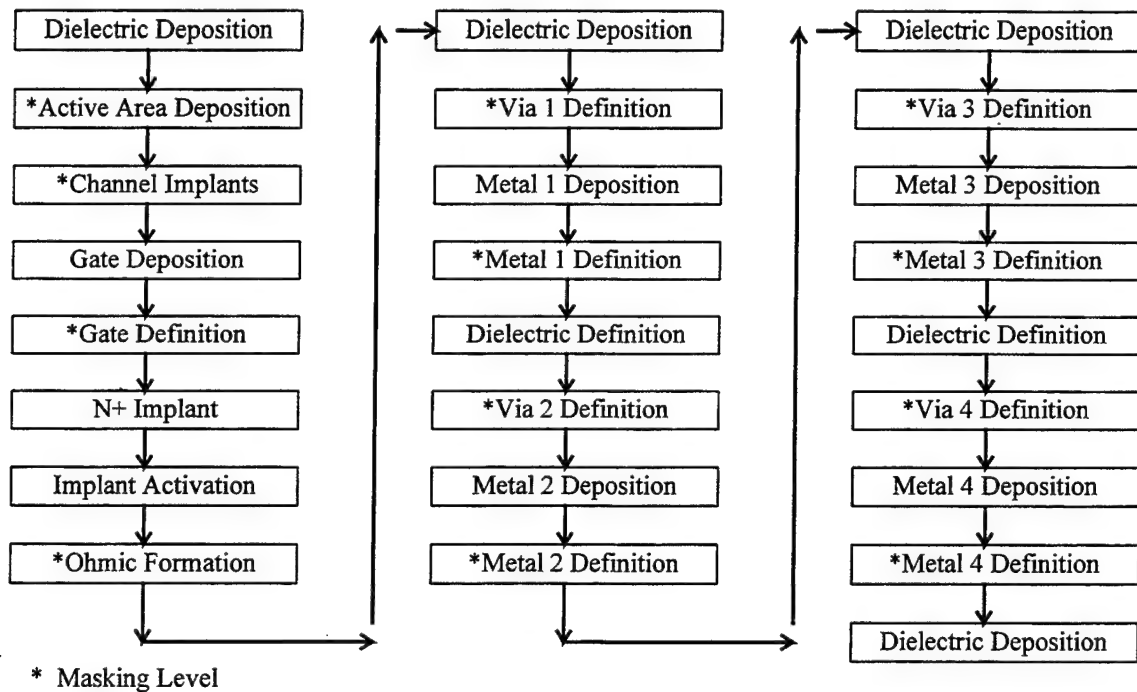 Dielectric Deposition
*Active Area Deposition
*Channel Implants
Gate Deposition
*Gate Definition
N+ Implant
Implant Activation
*Ohmic Formation
Dielectric Deposition
*Via 1 Definition
Metal 1 Deposition
*Metal 1 Definition
Dielectric Definition
*Via 2 Definition
Metal 2 Deposition
*Metal 2 Definition
Dielectric Deposition
*Via 3 Definition
Metal 3 Deposition
*Metal 3 Definition
Dielectric Definition
*Via 4 Definition
Metal 4 Deposition
*Metal 4 Definition
Dielectric Deposition
* Masking Level